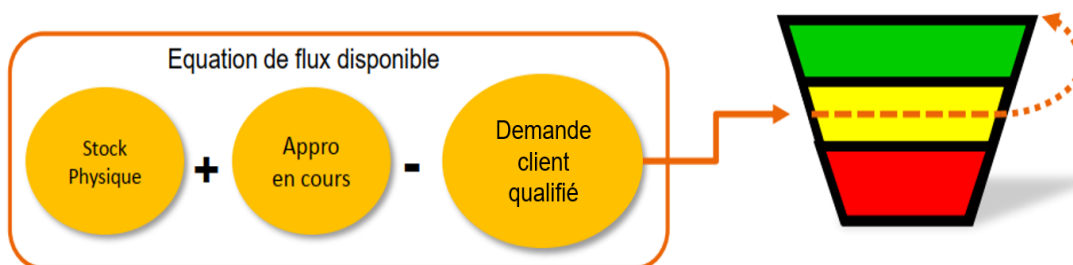 Equation de flux disponible
Stock
Physique
+
Appro
en cours
-
Demande
client
qualifié